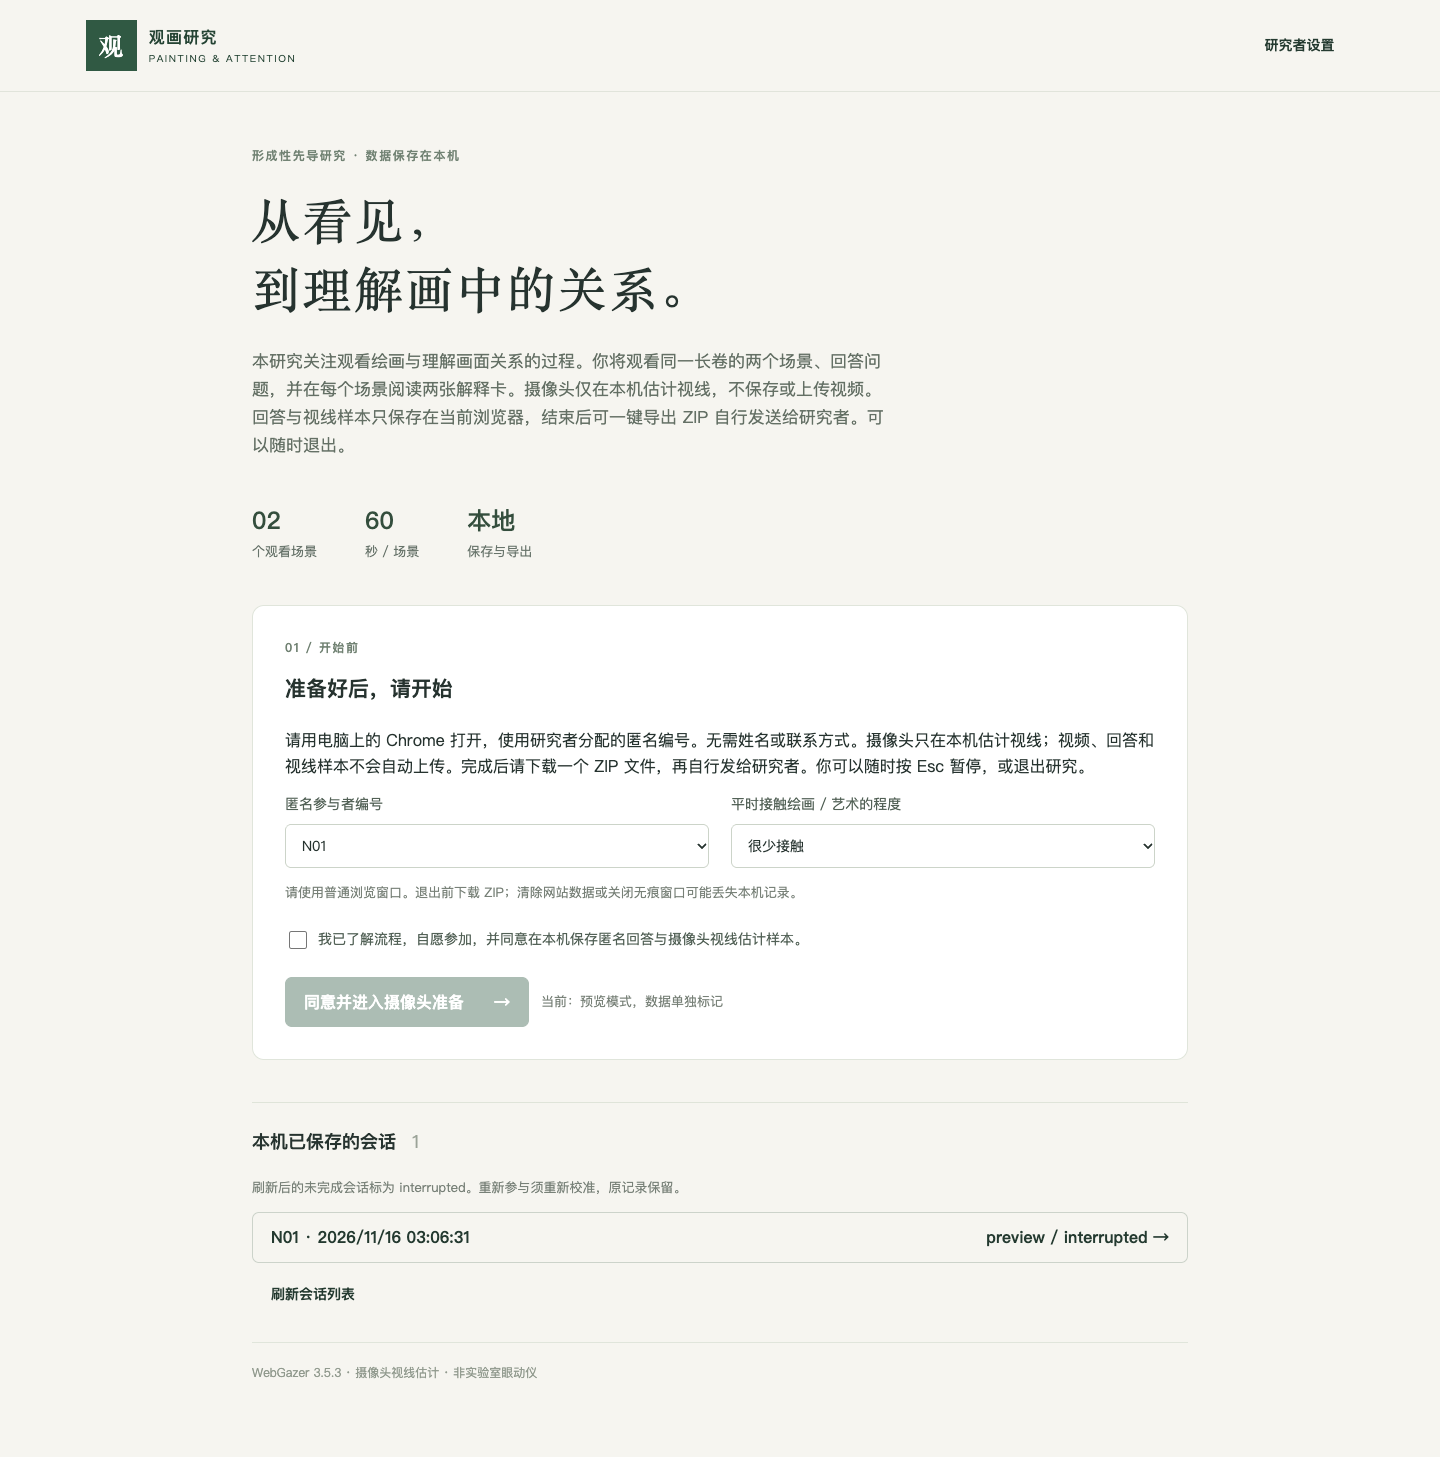 观
观画研究
PAINTING & ATTENTION
研究者设置
形成性先导研究 · 数据保存在本机
从看见，
到理解画中的关系。
本研究关注观看绘画与理解画面关系的过程。你将观看同一长卷的两个场景、回答问
题，并在每个场景阅读两张解释卡。摄像头仅在本机估计视线，不保存或上传视频。
回答与视线样本只保存在当前浏览器，结束后可一键导出 ZIP 自行发送给研究者。可
以随时退出。
02
60
本地
个观看场景
秒 / 场景
保存与导出
01 / 开始前
准备好后，请开始
请用电脑上的 Chrome 打开，使用研究者分配的匿名编号。无需姓名或联系方式。摄像头只在本机估计视线；视频、回答和
视线样本不会自动上传。完成后请下载一个 ZIP 文件，再自行发给研究者。你可以随时按 Esc 暂停，或退出研究。
匿名参与者编号
平时接触绘画 / 艺术的程度
N01
很少接触
请使用普通浏览窗口。退出前下载 ZIP；清除网站数据或关闭无痕窗口可能丢失本机记录。
我已了解流程，自愿参加，并同意在本机保存匿名回答与摄像头视线估计样本。
同意并进入摄像头准备 →
当前：预览模式，数据单独标记
本机已保存的会话 1
刷新后的未完成会话标为 interrupted。重新参与须重新校准，原记录保留。
N01 · 2026/11/16 03:06:31
preview / interrupted →
刷新会话列表
WebGazer 3.5.3 · 摄像头视线估计 · 非实验室眼动仪